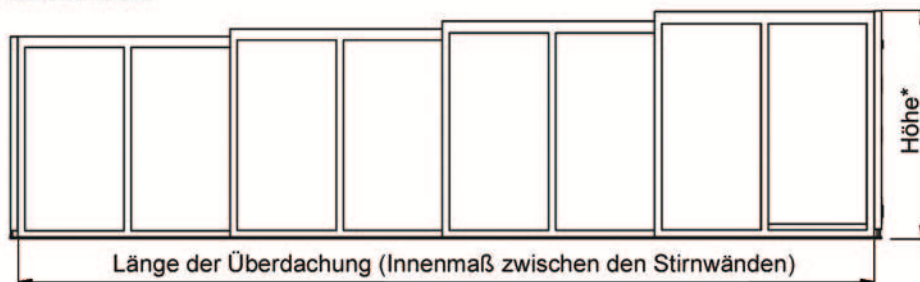 Höhe*
Länge der Überdachung (Innenmaß zwischen den Stirnwänden)